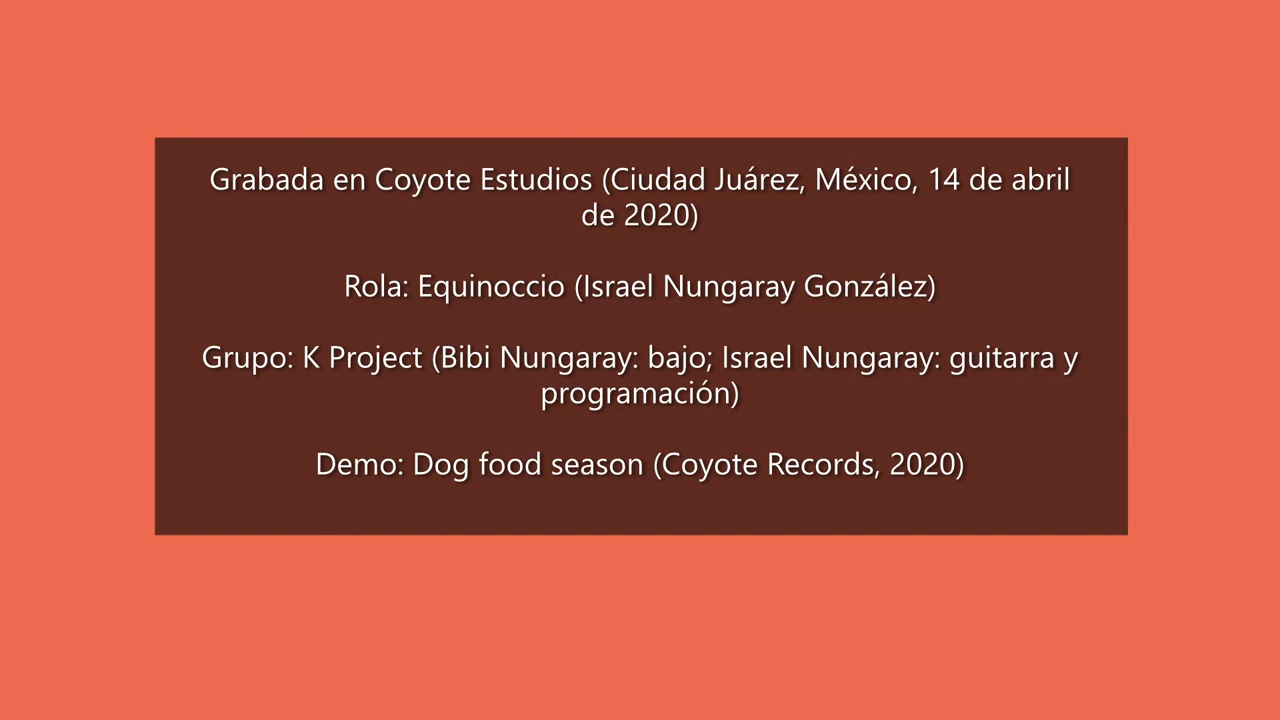 Grabada en Coyote Estudios (Ciudad Juárez, México, 14 de abril
de 2020)
Rola: Equinoccio (Israel Nungaray González)
Grupo: K Project (Bibi Nungaray: bajo; Israel Nungaray: guitarra y
programación)
Demo: Dog food season (Coyote Records, 2020)